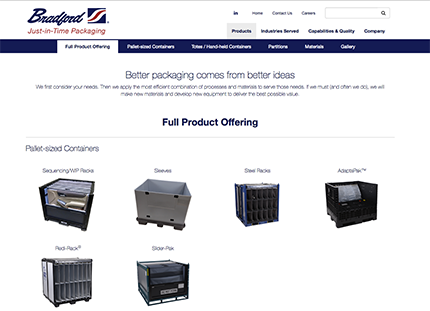 Bradford
Just-in-Time Packaging
in Home Contact Us Careers
Products Industries Served Capabilities & Quality Company
Full Product Offering Pallet-sized Containers Totes / Hand-held Containers Partitions Materials Gallery
Better packaging comes from better ideas
We first consider your needs. Then we apply the most efficient combination of processes and materials to serve those needs. If we must (and often we do), we will
make new materials and develop new equipment to deliver the best possible value.
Full Product Offering
Pallet-sized Containers
Sequencing/WIP Racks Sleeves Steel Racks AdaptaPak™
Redi-Rack® Slider-Pak